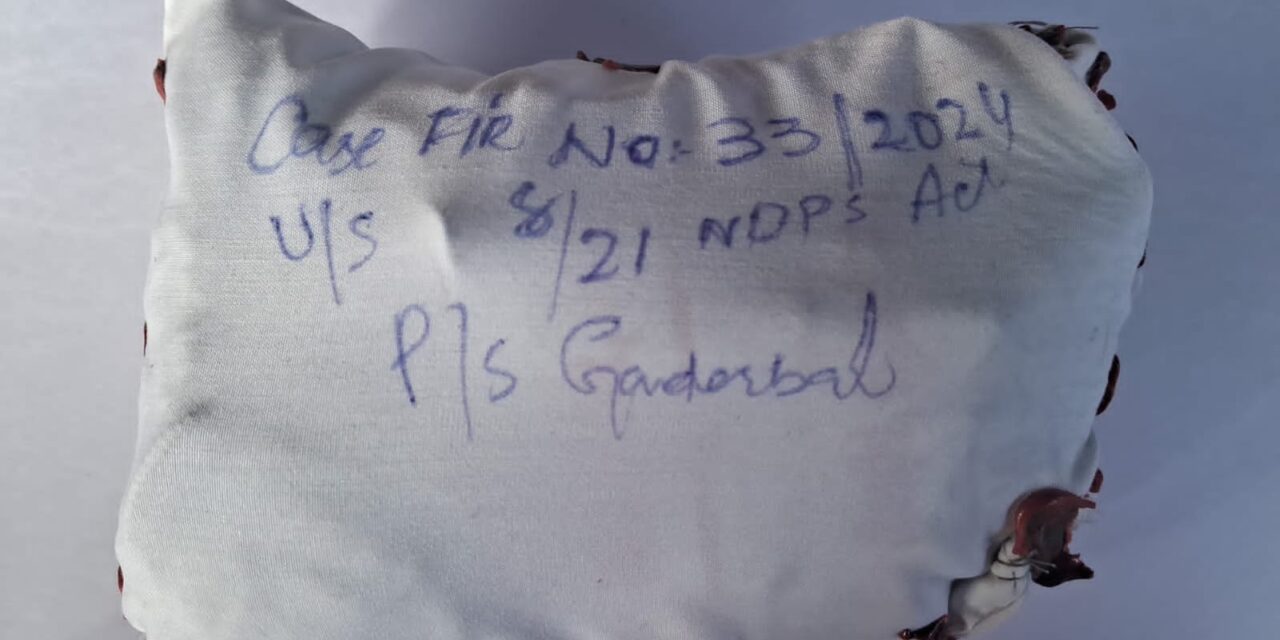 Case FIR No:- 33/2024
U/S 8/21 NDPS Act
P/S Ganderbal